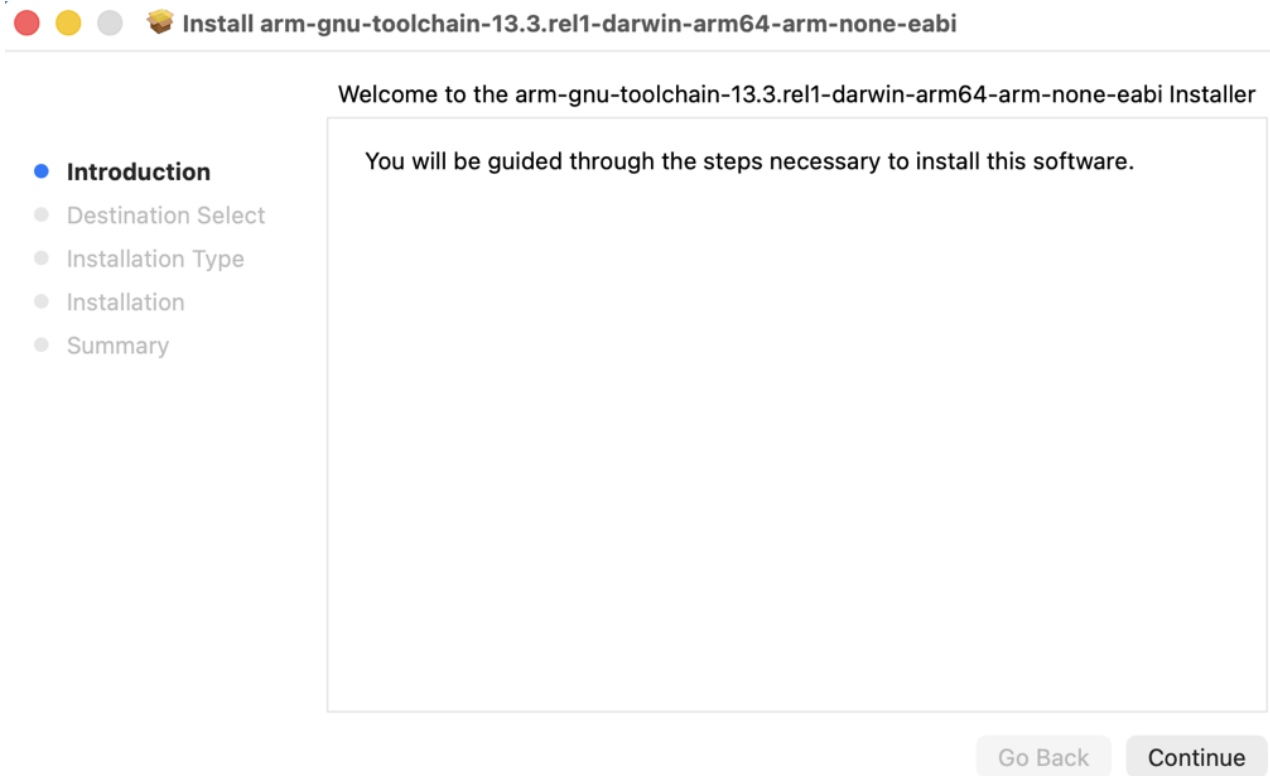 Install arm-gnu-toolchain-13.3.rel1-darwin-arm64-arm-none-eabi
Welcome to the arm-gnu-toolchain-13.3.rel1-darwin-arm64-arm-none-eabi Installer
Introduction
Destination Select
Installation Type
Installation
Summary
You will be guided through the steps necessary to install this software.
Go Back
Continue